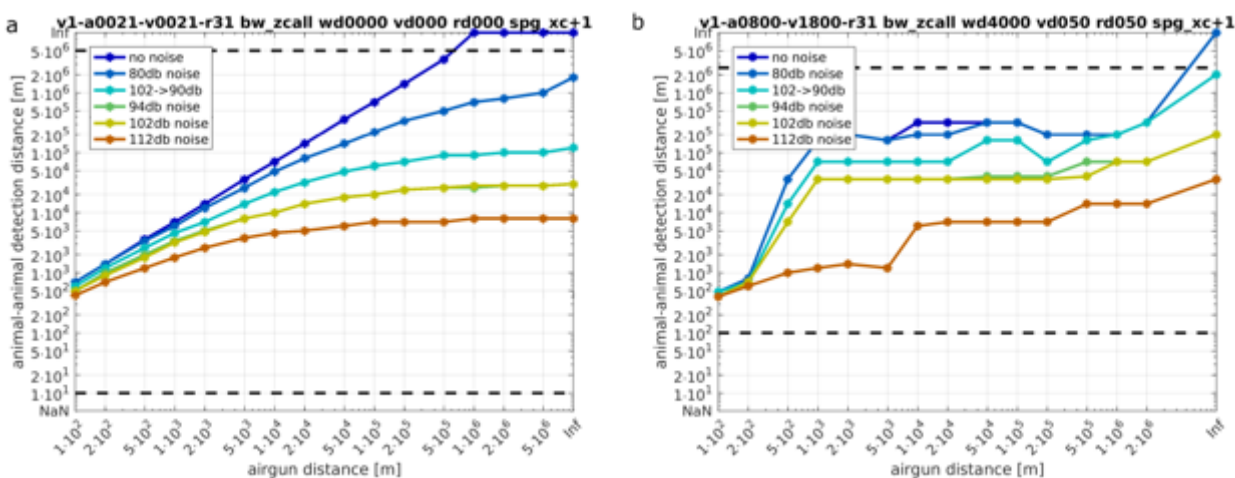 a
v1-a0021-v0021-r31 bw_zcall wd0000 vd000 rd000 spg_xc+1
Inf
5·10⁶
2·10⁶
5·10⁵
2·10⁵
1·10⁵
5·10⁴
2·10⁴
1·10⁴
5·10³
2·10³
1·10³
5·10²
2·10²
1·10²
5·10¹
2·10¹
1·10¹
NaN
animal-animal detection distance [m]
no noise
80db noise
102->90db
94db noise
102db noise
112db noise
1·10²
2·10²
5·10²
1·10³
2·10³
5·10³
1·10⁴
2·10⁴
5·10⁴
1·10⁵
2·10⁵
5·10⁵
1·10⁶
2·10⁶
5·10⁶
Inf
airgun distance [m]
b
v1-a0800-v1800-r31 bw_zcall wd4000 vd050 rd050 spg_xc+1
Inf
5·10⁶
2·10⁶
5·10⁵
2·10⁵
1·10⁵
5·10⁴
2·10⁴
1·10⁴
5·10³
2·10³
1·10³
5·10²
2·10²
1·10²
5·10¹
2·10¹
1·10¹
NaN
animal-animal detection distance [m]
no noise
80db noise
102->90db
94db noise
102db noise
112db noise
1·10²
2·10²
5·10²
1·10³
2·10³
5·10³
1·10⁴
2·10⁴
5·10⁴
1·10⁵
2·10⁵
5·10⁵
1·10⁶
2·10⁶
Inf
airgun distance [m]